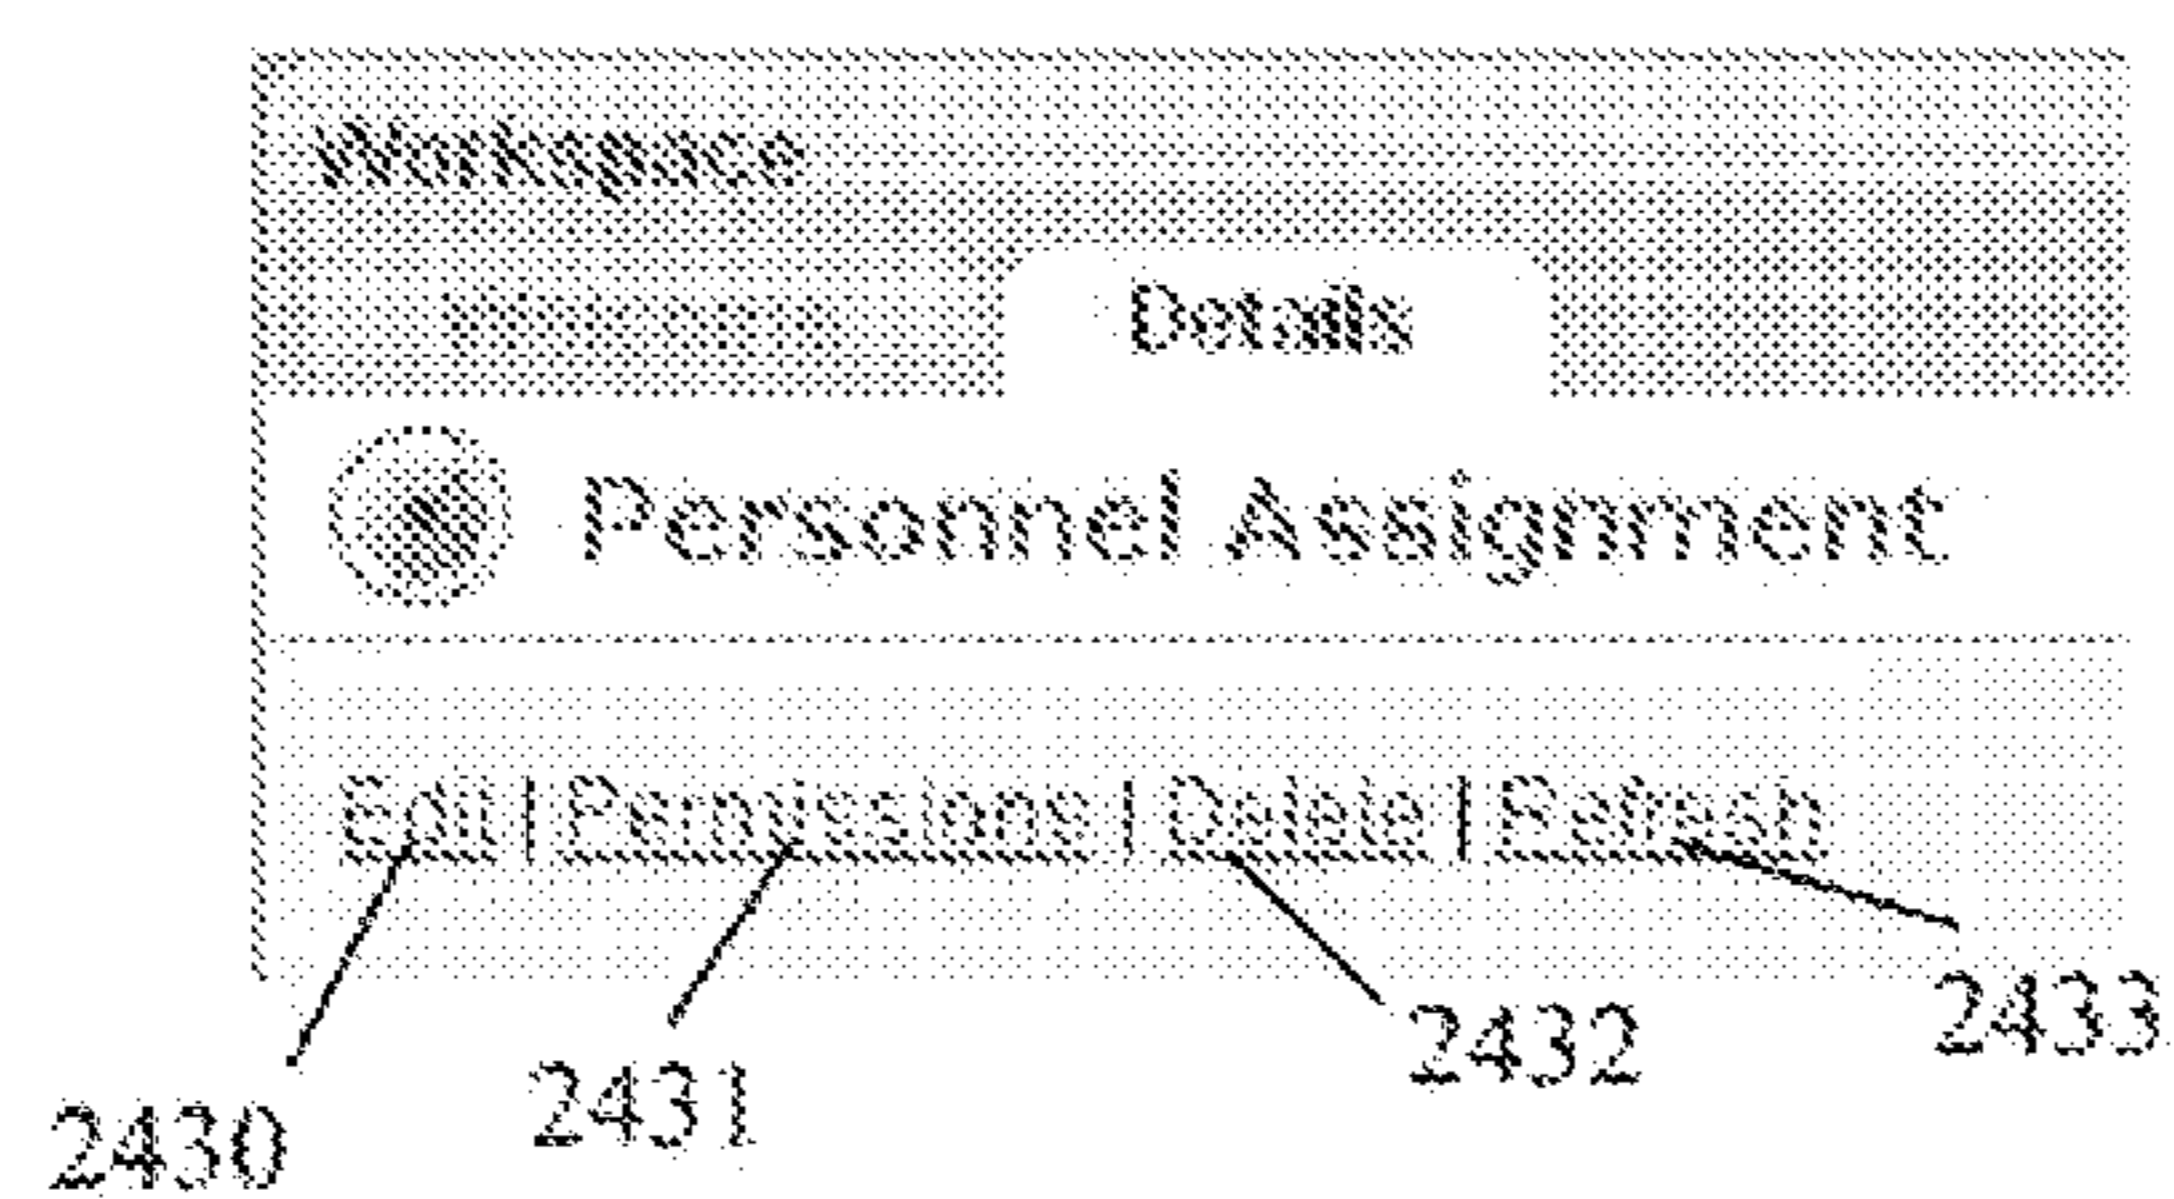 Workspace
Details
Personnel Assignment
Edit | Permissions | Delete | Refresh
2430 2431 2432 2433